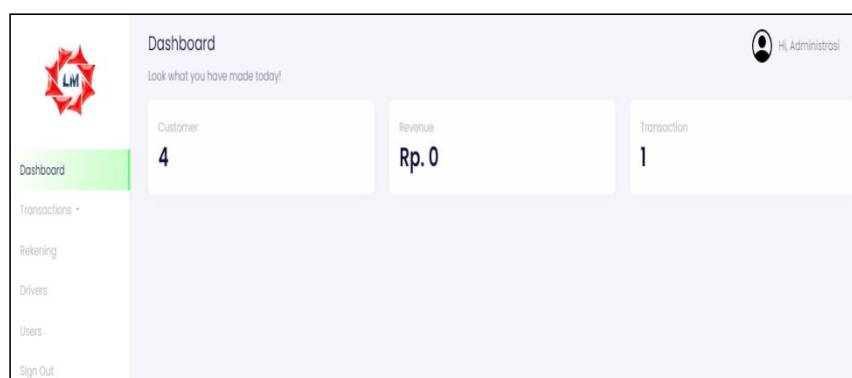 LM
Dashboard
Transactions
Rekening
Drivers
Users
Sign Out
Dashboard
Look what you have made today!
Hi, Administrasi
Customer
4
Revenue
Rp. 0
Transaction
1